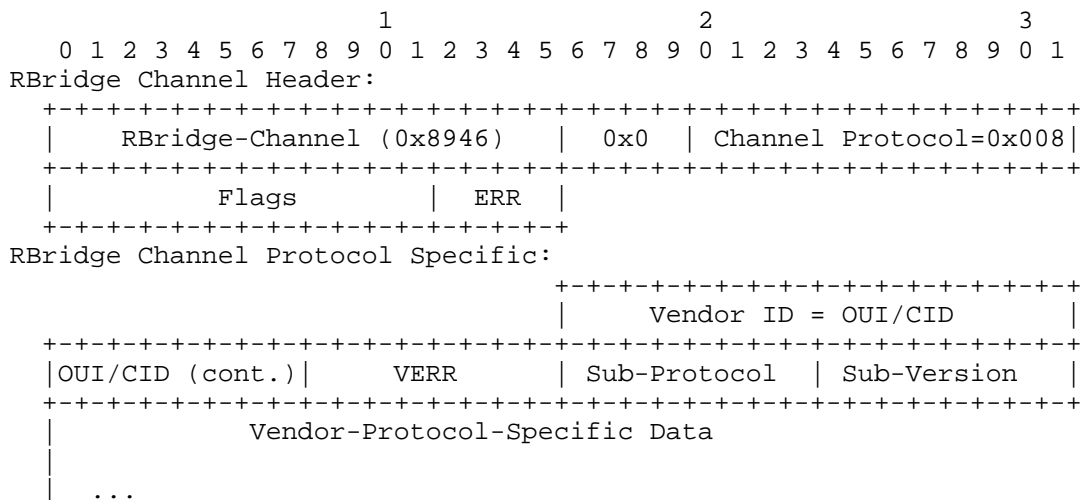 1                   2                   3
 0 1 2 3 4 5 6 7 8 9 0 1 2 3 4 5 6 7 8 9 0 1 2 3 4 5 6 7 8 9 0 1
RBridge Channel Header:
  +-+-+-+-+-+-+-+-+-+-+-+-+-+-+-+-+-+-+-+-+-+-+-+-+-+-+-+-+-+-+-+-+
  |    RBridge-Channel (0x8946)   |  0x0  | Channel Protocol=0x008|
  +-+-+-+-+-+-+-+-+-+-+-+-+-+-+-+-+-+-+-+-+-+-+-+-+-+-+-+-+-+-+-+-+
  |          Flags        |  ERR  |
  +-+-+-+-+-+-+-+-+-+-+-+-+-+-+-+-+
RBridge Channel Protocol Specific:
                                  +-+-+-+-+-+-+-+-+-+-+-+-+-+-+-+-+
                                  |     Vendor ID = OUI/CID       |
  +-+-+-+-+-+-+-+-+-+-+-+-+-+-+-+-+-+-+-+-+-+-+-+-+-+-+-+-+-+-+-+-+
  |OUI/CID (cont.)|     VERR      | Sub-Protocol  | Sub-Version   |
  +-+-+-+-+-+-+-+-+-+-+-+-+-+-+-+-+-+-+-+-+-+-+-+-+-+-+-+-+-+-+-+-+
  |            Vendor-Protocol-Specific Data
  |
  |  ...